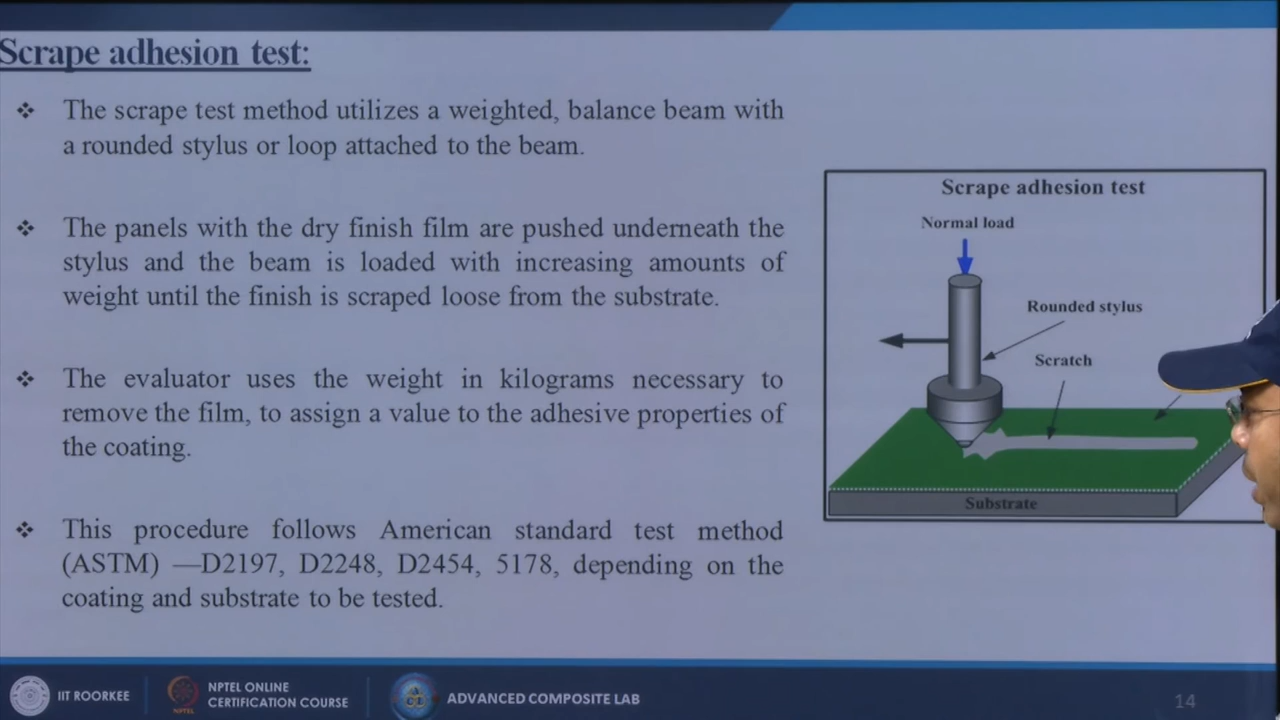 Scrape adhesion test:
❖ The scrape test method utilizes a weighted, balance beam with
a rounded stylus or loop attached to the beam.
❖ The panels with the dry finish film are pushed underneath the
stylus and the beam is loaded with increasing amounts of
weight until the finish is scraped loose from the substrate.
❖ The evaluator uses the weight in kilograms necessary to
remove the film, to assign a value to the adhesive properties of
the coating.
❖ This procedure follows American standard test method
(ASTM) —D2197, D2248, D2454, 5178, depending on the
coating and substrate to be tested.
Scrape adhesion test
Normal load
Rounded stylus
Scratch
Substrate
IIT ROORKEE
NPTEL
NPTEL ONLINE
CERTIFICATION COURSE
ADVANCED COMPOSITE LAB
14